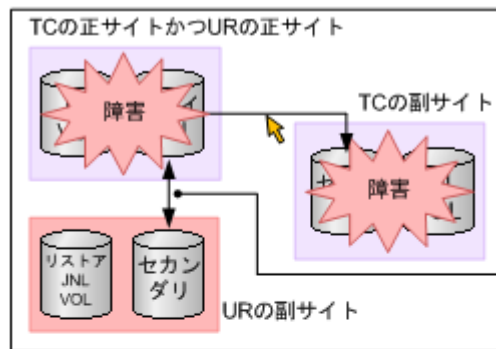 TCの正サイトかつURの正サイト
障害
TCの副サイト
障害
リストア
JNL
VOL
セカン
ダリ
URの副サイト